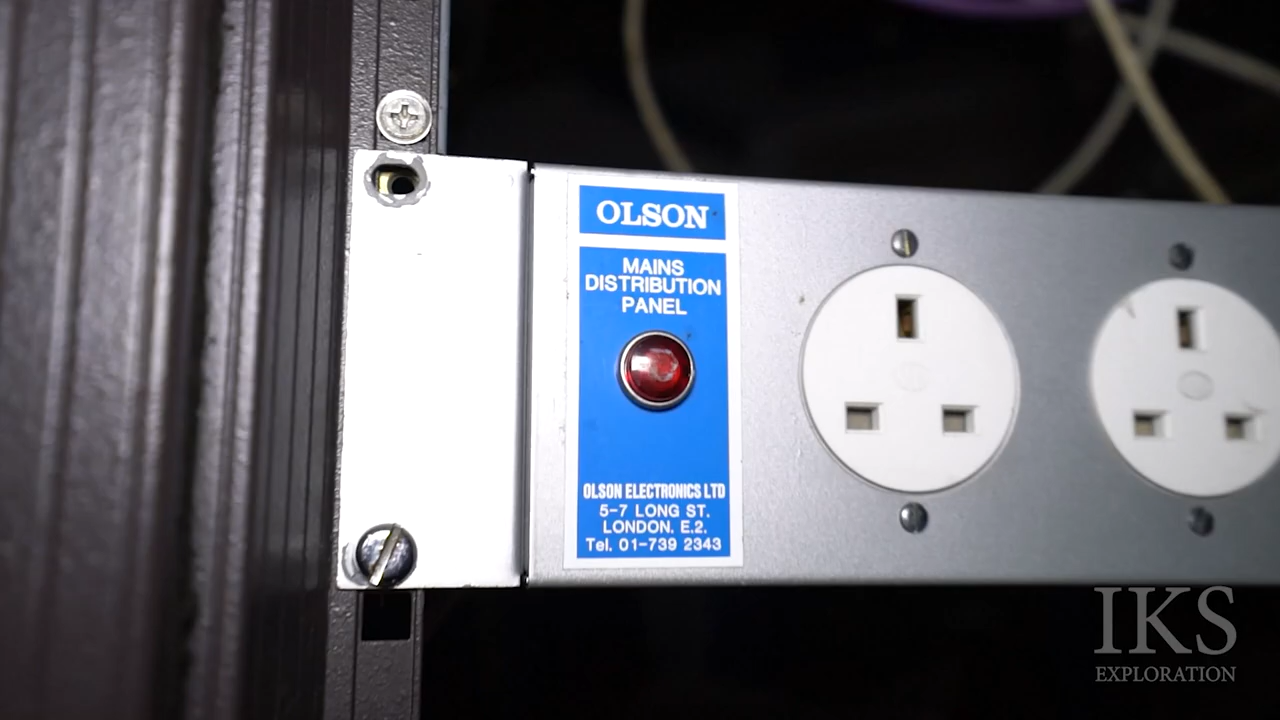 OLSON
MAINS
DISTRIBUTION
PANEL
OLSON ELECTRONICS LTD
5-7 LONG ST.
LONDON. E.2.
Tel. 01-739 2343
IKS
EXPLORATION